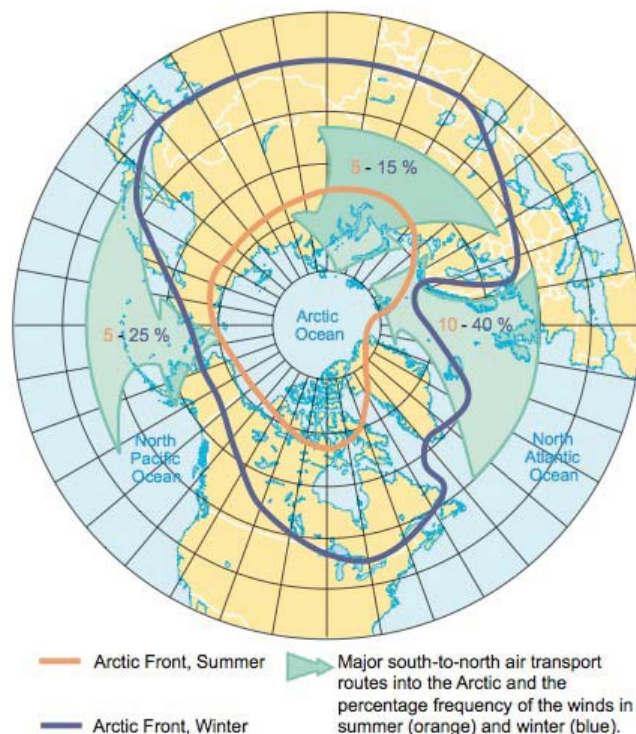 5 - 15 %
Arctic
Ocean
5 - 25 %
10 - 40 %
North
Pacific
Ocean
North
Atlantic
Ocean
Arctic Front, Summer
Major south-to-north air transport
routes into the Arctic and the
percentage frequency of the winds in
summer (orange) and winter (blue).
Arctic Front, Winter